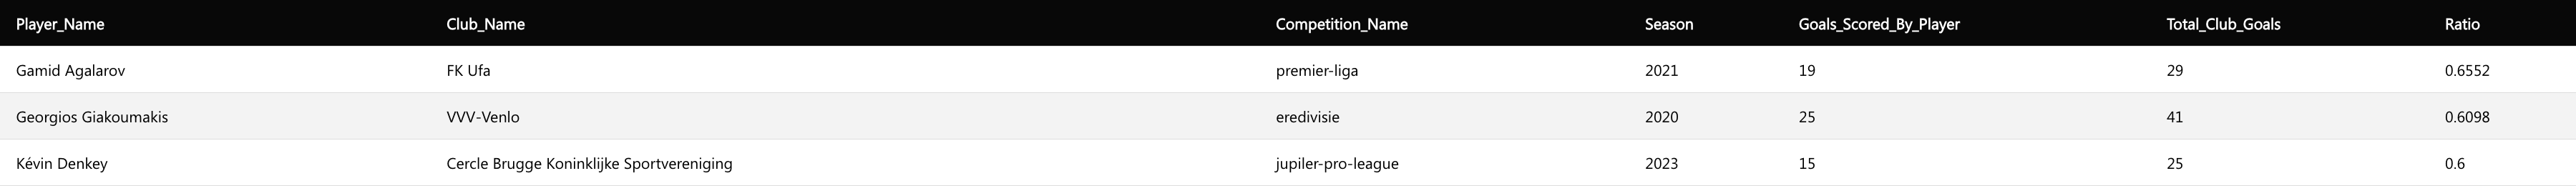 Player_Name Club_Name Competition_Name Season Goals_Scored_By_Player Total_Club_Goals Ratio
Gamid Agalarov FK Ufa premier-liga 2021 19 29 0.6552
Georgios Giakoumakis VVV-Venlo eredivisie 2020 25 41 0.6098
Kévin Denkey Cercle Brugge Koninklijke Sportvereniging jupiler-pro-league 2023 15 25 0.6